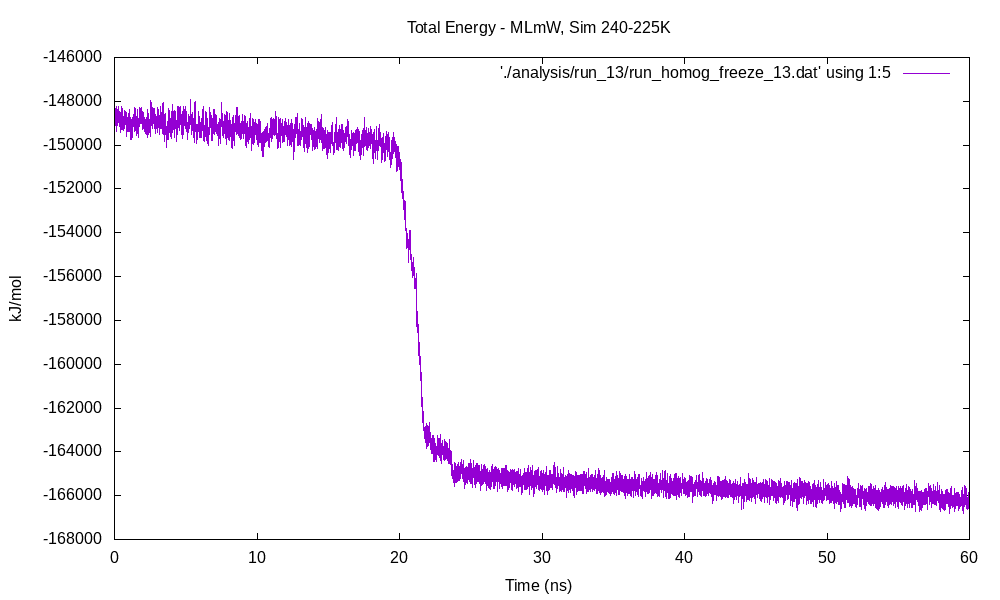 Total Energy - MLmW, Sim 240-225K
'./analysis/run_13/run_homog_freeze_13.dat' using 1:5
-146000
-148000
-150000
-152000
-154000
-156000
-158000
-160000
-162000
-164000
-166000
-168000
kJ/mol
0 10 20 30 40 50 60
Time (ns)